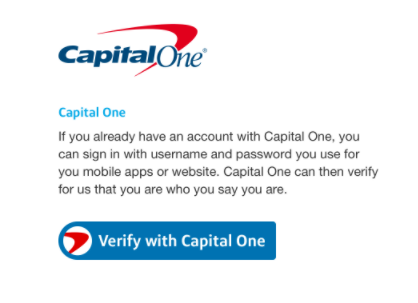 Capital One
Capital One
If you already have an account with Capital One, you
can sign in with username and password you use for
you mobile apps or website. Capital One can then verify
for us that you are who you say you are.
Verify with Capital One